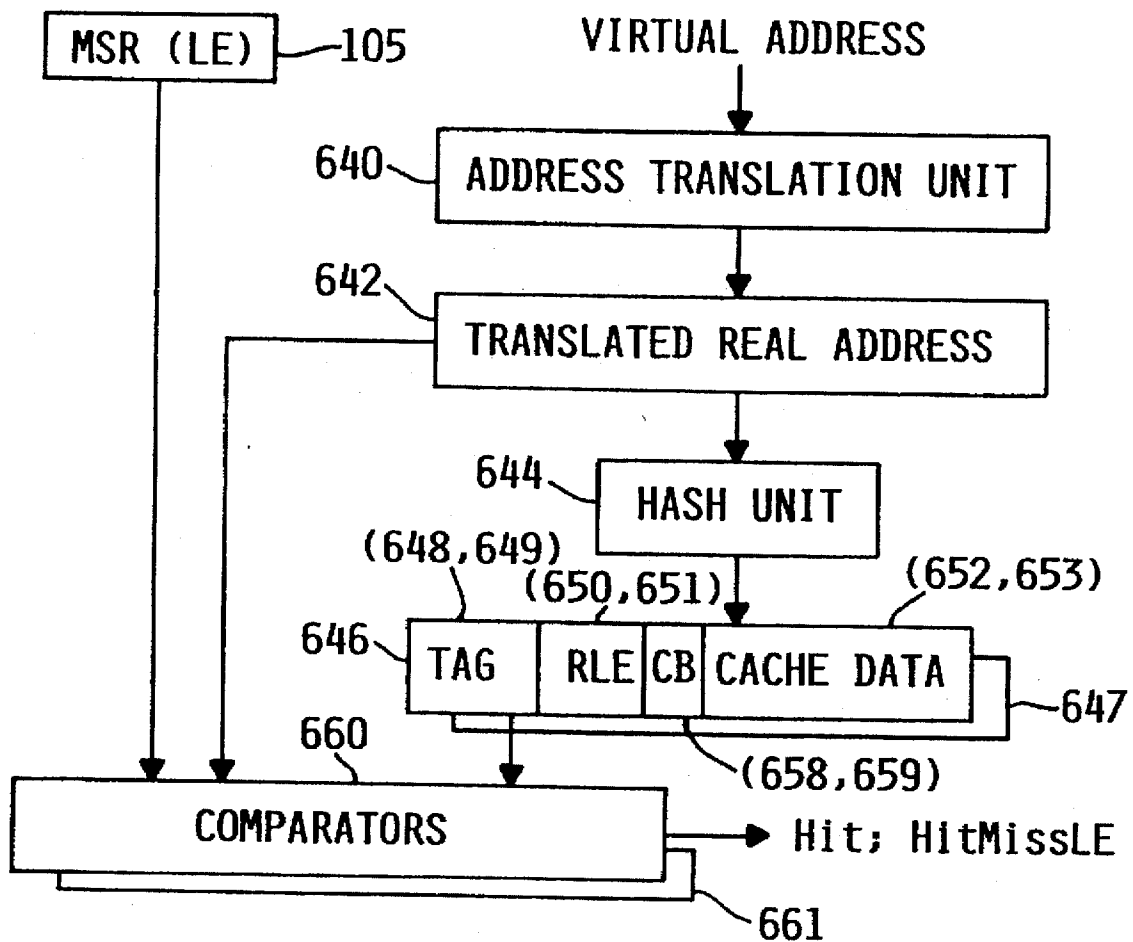 MSR (LE)
105
VIRTUAL ADDRESS
640
ADDRESS TRANSLATION UNIT
642
TRANSLATED REAL ADDRESS
644
HASH UNIT
(648,649)
(650,651)
(652,653)
646
TAG
RLE
CB
CACHE DATA
647
660
(658,659)
COMPARATORS
Hit; HitMissLE
661